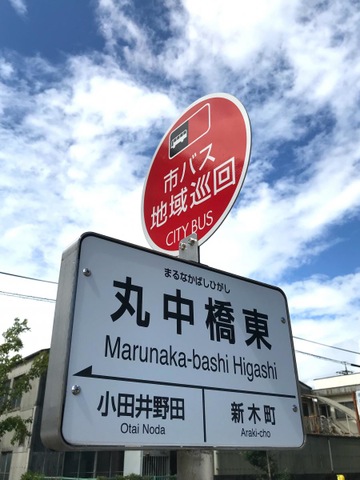 市バス
地域巡回
CITY BUS
まるなかばしひがし
丸中橋東
Marunaka-bashi Higashi
小田井野田
Otai Noda
新木町
Araki-cho